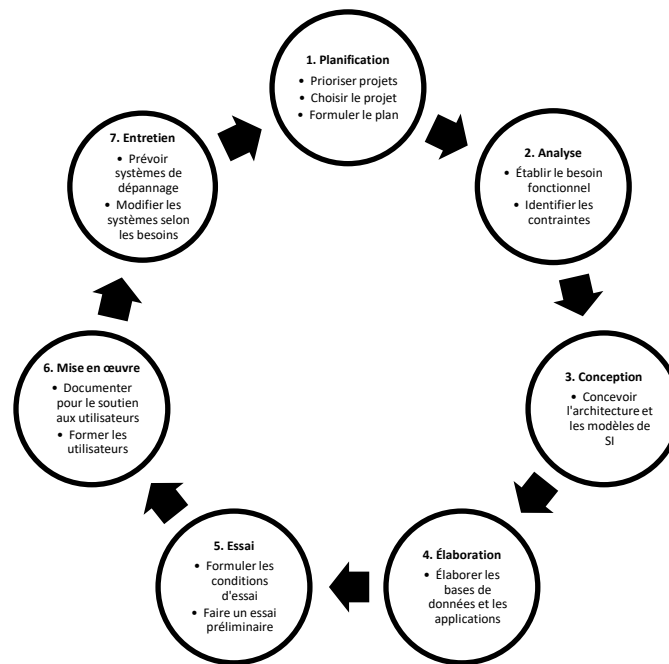 1. Planification
• Prioriser projets
• Choisir le projet
• Formuler le plan
2. Analyse
• Établir le besoin
fonctionnel
• Identifier les
contraintes
3. Conception
• Concevoir
l'architecture et
les modèles de
SI
4. Élaboration
• Élaborer les
bases de
données et les
applications
5. Essai
• Formuler les
conditions
d'essai
• Faire un essai
préliminaire
6. Mise en œuvre
• Documenter
pour le soutien
aux utilisateurs
• Former les
utilisateurs
7. Entretien
• Prévoir
systèmes de
dépannage
• Modifier les
systèmes selon
les besoins